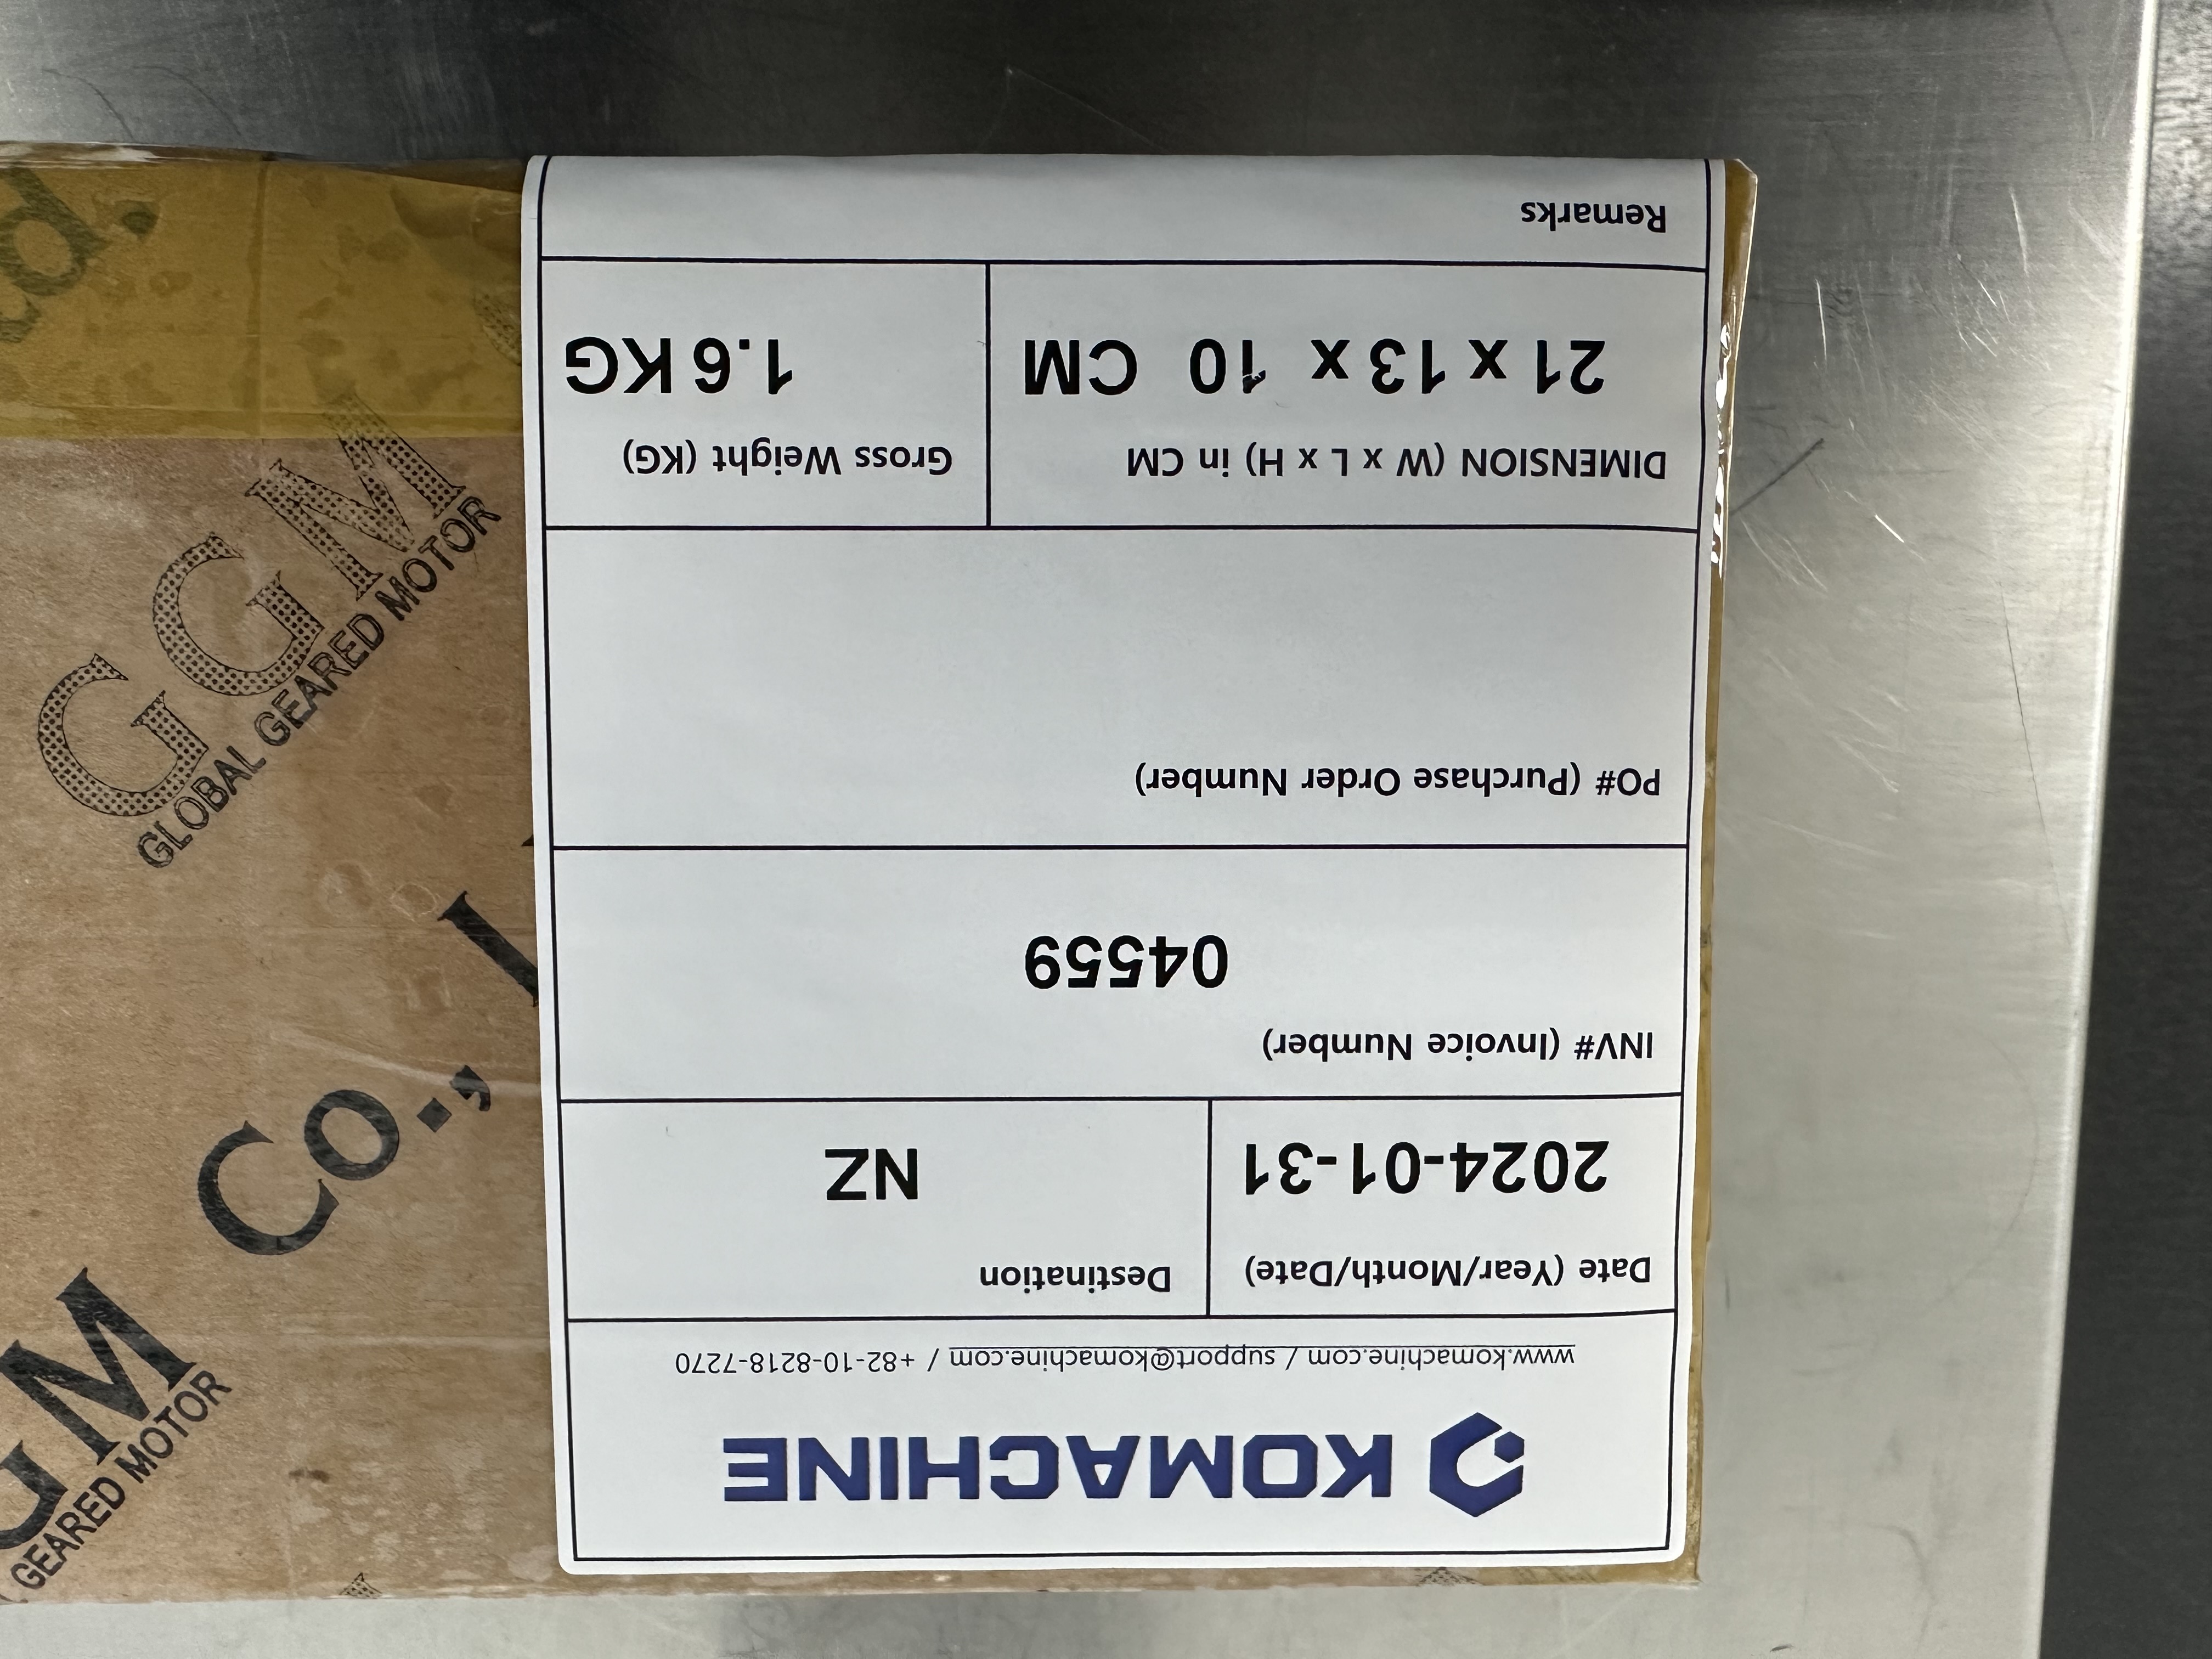 KOMACHINE
www.komachine.com / support@komachine.com / +82-10-8218-7270
Date (Year/Month/Date)
2024-01-31
Destination
NZ
INV# (Invoice Number)
04559
PO# (Purchase Order Number)
DIMENSION (W x L x H) in CM
21 x 13 x 10 CM
Gross Weight (KG)
1.6 KG
Remarks
GGM
GLOBAL GEARED MOTOR
GM Co., L
GEARED MOTOR
d.